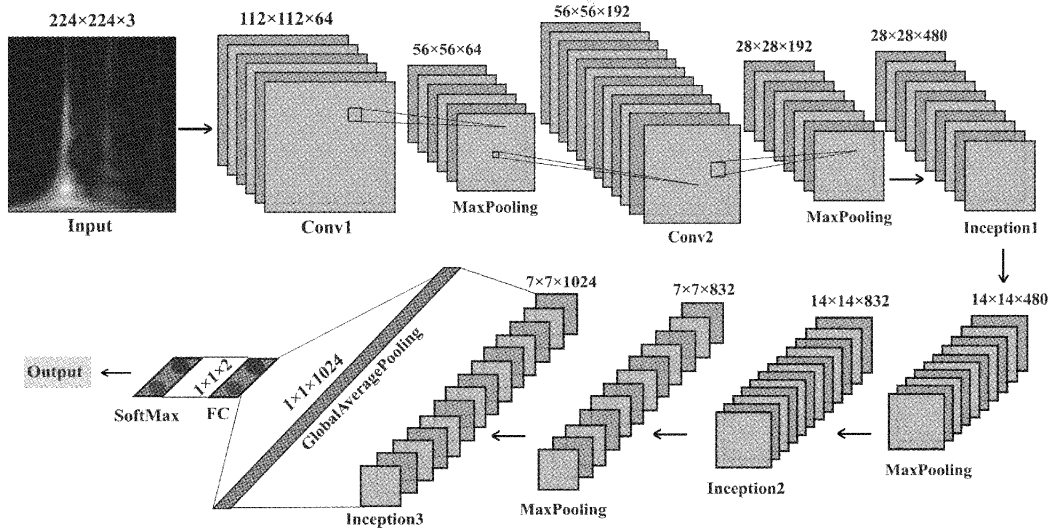 224×224×3
112×112×64
56×56×64
56×56×192
28×28×192
28×28×480
Input
Conv1
MaxPooling
Conv2
MaxPooling
Inception1
14×14×480
14×14×832
7×7×832
7×7×1024
1×1×1024
GlobalAveragePooling
1×1×2
Output
SoftMax
FC
Inception3
MaxPooling
Inception2
MaxPooling